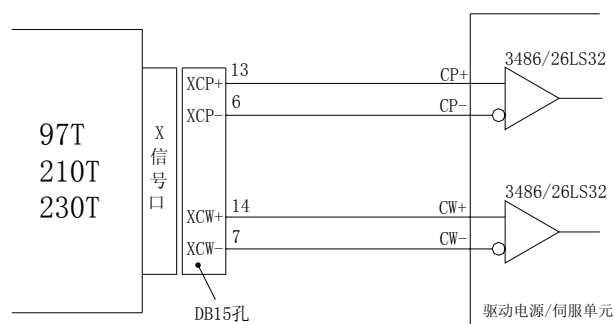 97T
210T
230T
X
信
号
口
XCP+
XCP-
XCW+
XCW-
13
6
14
7
DB15孔
CP+
CP-
CW+
CW-
3486/26LS32
3486/26LS32
驱动电源/伺服单元